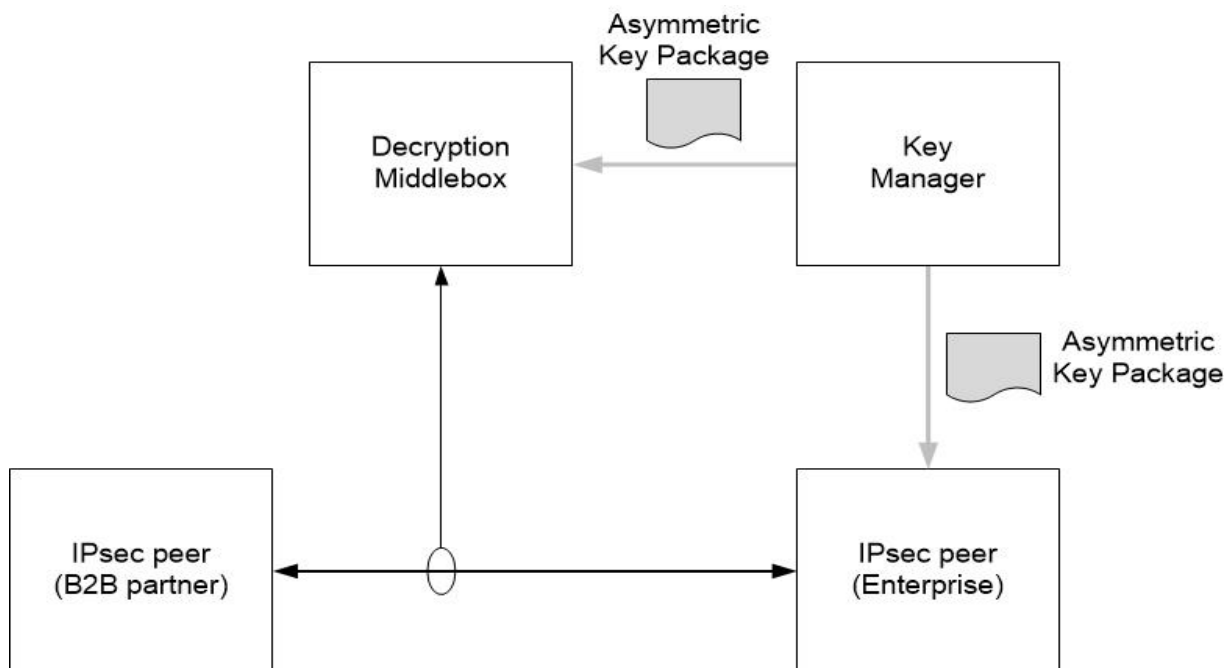 Asymmetric
Key Package
Decryption
Middlebox
Key
Manager
Asymmetric
Key Package
IPsec peer
(B2B partner)
IPsec peer
(Enterprise)